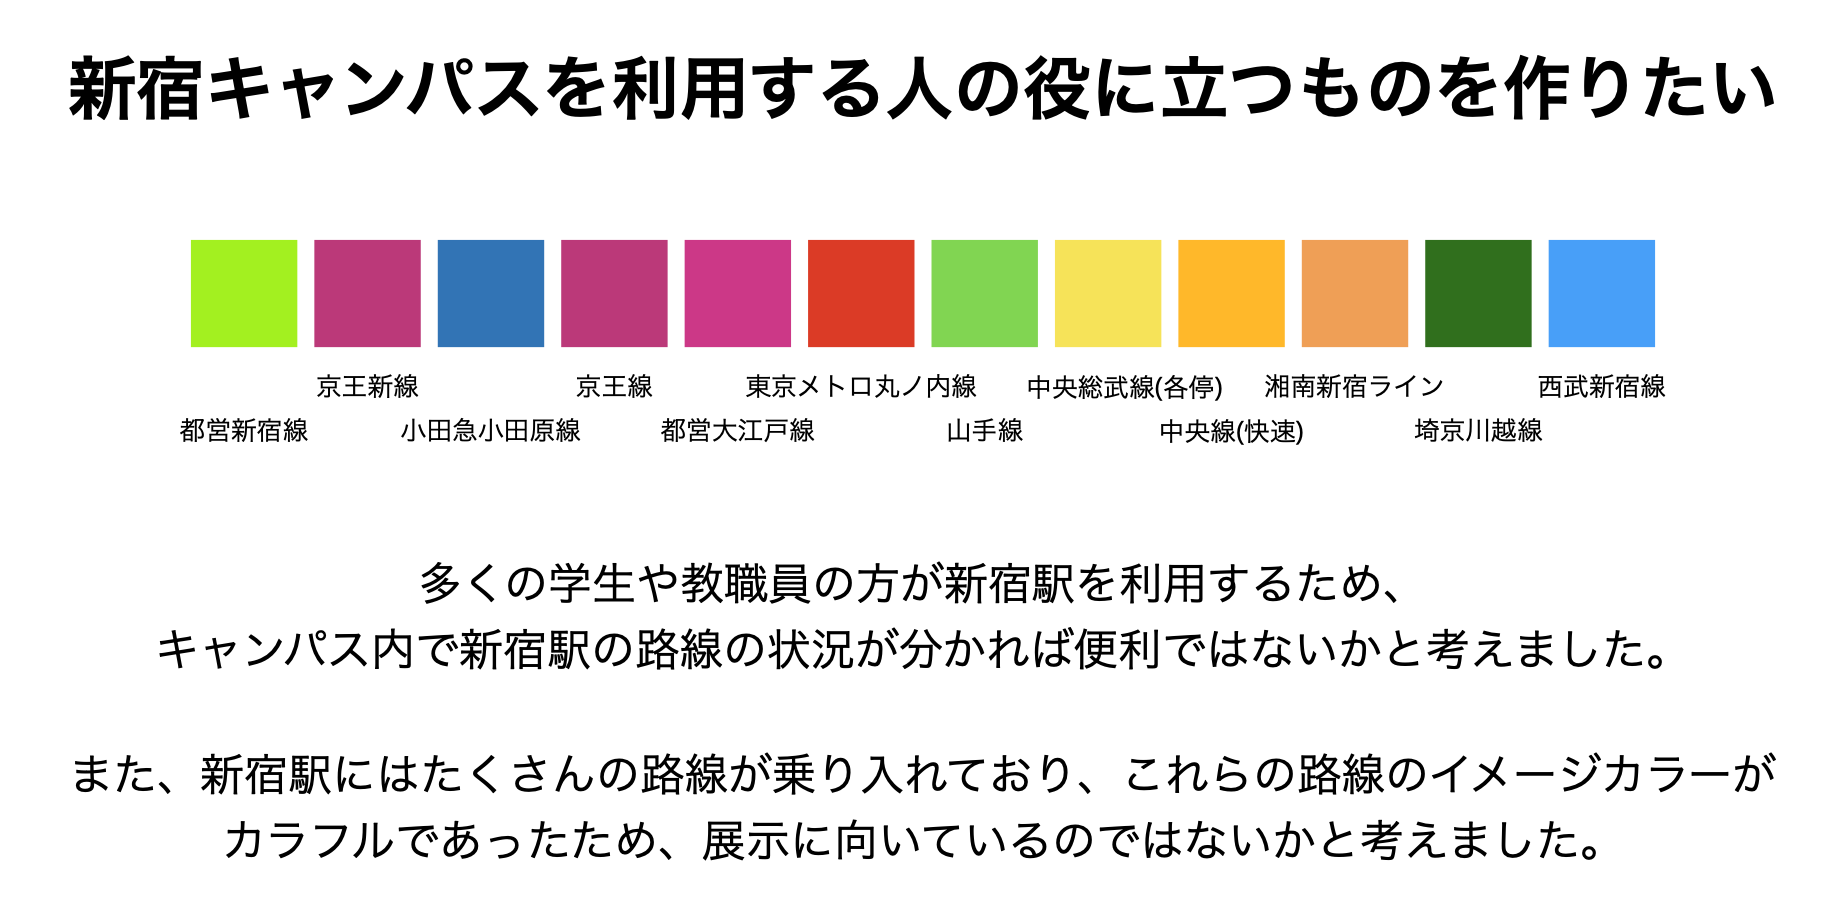 新宿キャンパスを利用する人の役に立つものを作りたい
京王新線 京王線 東京メトロ丸ノ内線 中央総武線(各停) 湘南新宿ライン 西武新宿線
都営新宿線 小田急小田原線 都営大江戸線 山手線 中央線(快速) 埼京川越線
多くの学生や教職員の方が新宿駅を利用するため、
キャンパス内で新宿駅の路線の状況が分かれば便利ではないかと考えました。
また、新宿駅にはたくさんの路線が乗り入れており、これらの路線のイメージカラーが
カラフルであったため、展示に向いているのではないかと考えました。